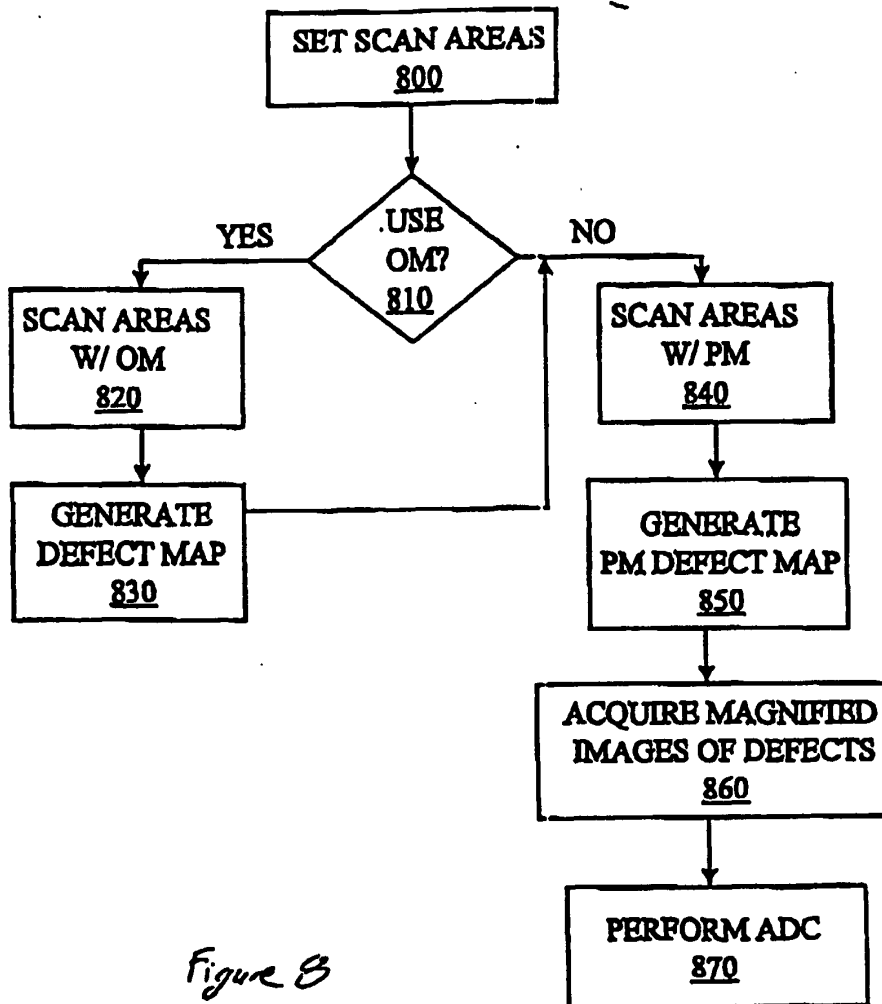 SET SCAN AREAS
800
USE
OM?
810
YES
NO
SCAN AREAS
W/ OM
820
SCAN AREAS
W/ PM
840
GENERATE
DEFECT MAP
830
GENERATE
PM DEFECT MAP
850
ACQUIRE MAGNIFIED
IMAGES OF DEFECTS
860
PERFORM ADC
870
Figure 8